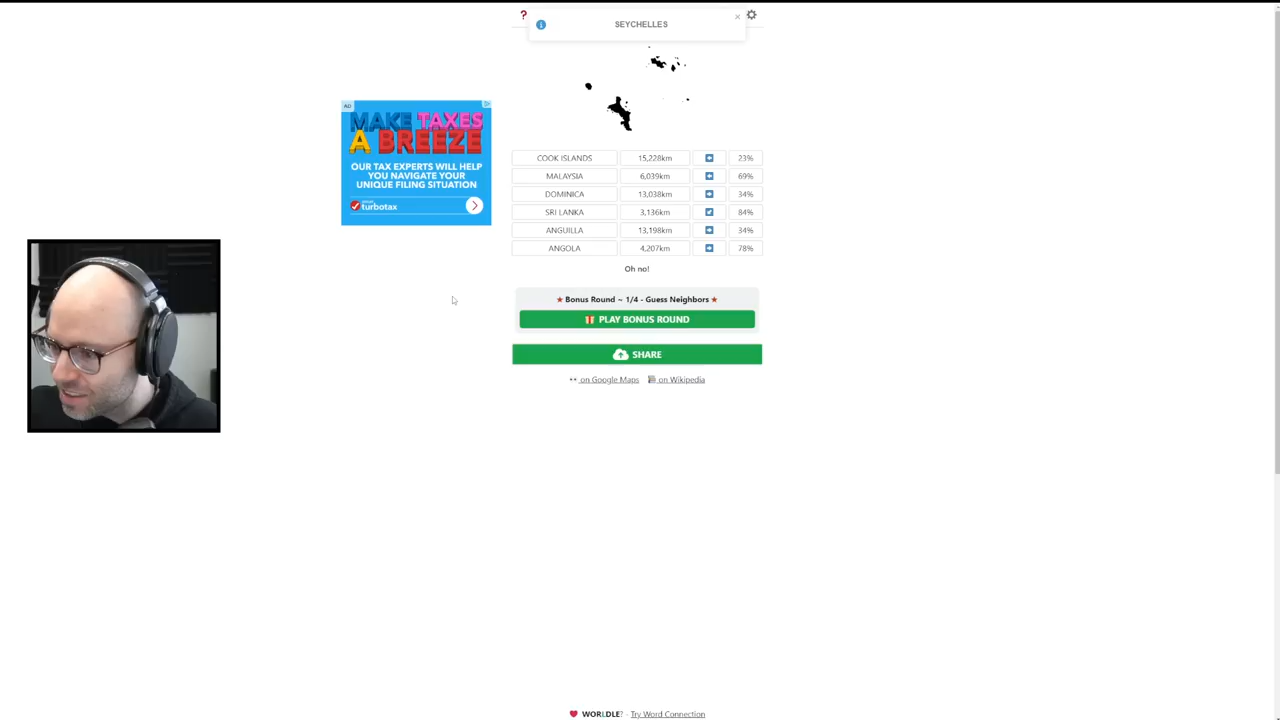 ?
SEYCHELLES
×
AD
MAKE TAXES
A BREEZE
OUR TAX EXPERTS WILL HELP
YOU NAVIGATE YOUR
UNIQUE FILING SITUATION
turbotax
COOK ISLANDS 15,228km 23%
MALAYSIA 6,039km 69%
DOMINICA 13,038km 34%
SRI LANKA 3,136km 84%
ANGUILLA 13,198km 34%
ANGOLA 4,207km 78%
Oh no!
Bonus Round ~ 1/4 - Guess Neighbors
PLAY BONUS ROUND
SHARE
on Google Maps on Wikipedia
WORLDLE? - Try Word Connection